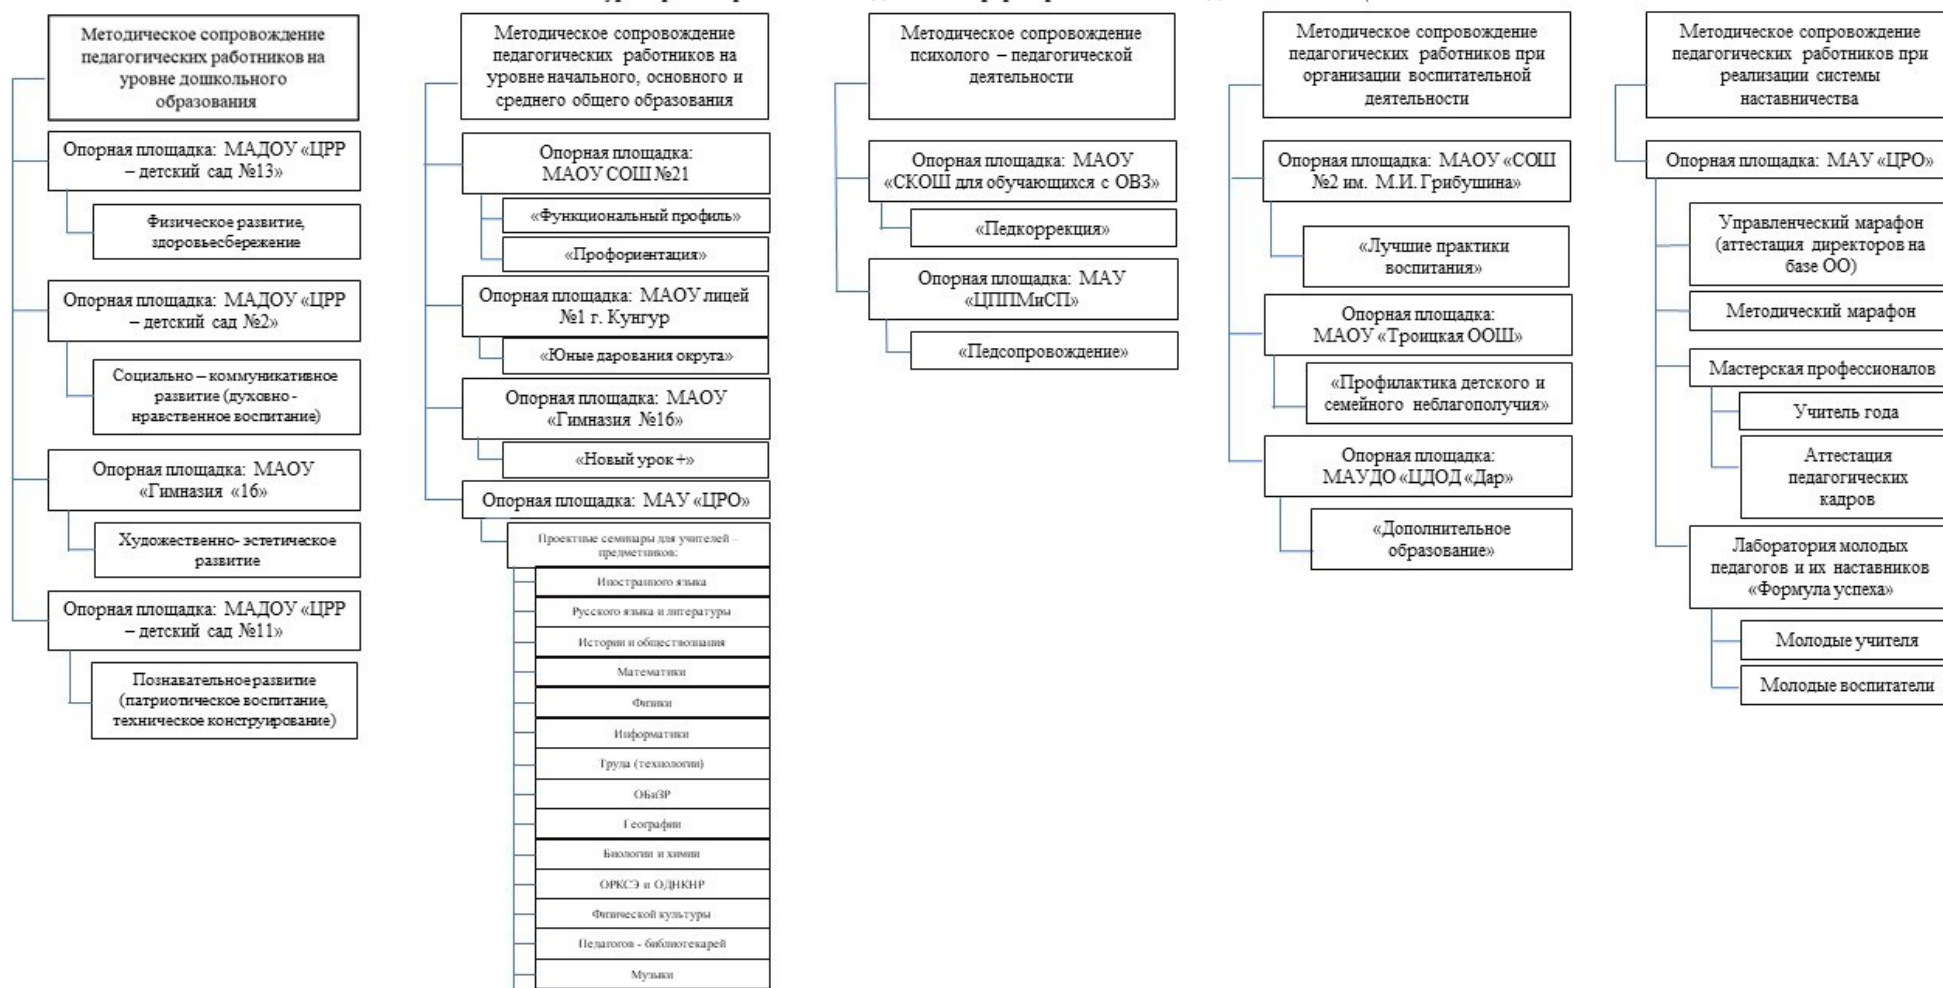 Методическое сопровождение
педагогических работников на
уровне дошкольного
образования
Опорная площадка: МАДОУ «ЦРР
– детский сад №13»
Физическое развитие,
здоровьесбережение
Опорная площадка: МАДОУ «ЦРР
– детский сад №2»
Социально – коммуникативное
развитие (духовно-
нравственное воспитание)
Опорная площадка: МАОУ
«Гимназия «16»
Художественно- эстетическое
развитие
Опорная площадка: МАДОУ «ЦРР
– детский сад №11»
Познавательное развитие
(патриотическое воспитание,
техническое конструирование)
Методическое сопровождение
педагогических работников на
уровне начального, основного и
среднего общего образования
Опорная площадка:
МАОУ СОШ №21
«Функциональный профиль»
«Профориентация»
Опорная площадка: МАОУ лицей
№1 г. Кунгур
«Юные дарования округа»
Опорная площадка: МАОУ
«Гимназия №16»
«Новый урок +»
Опорная площадка: МАУ «ЦРО»
Проектные семинары для учителей –
предметников:
Иностранного языка
Русского языка и литературы
Истории и обществознания
Математики
Физики
Информатики
Труда (технологии)
ОБиЗР
Географии
Биологии и химии
ОРКСЭ и ОДНКНР
Физической культуры
Педагогов - библиотекарей
Музыки
Методическое сопровождение
психолого – педагогической
деятельности
Опорная площадка: МАОУ
«СКОШ для обучающихся с ОВЗ»
«Педкоррекция»
Опорная площадка: МАУ
«ЦППМиСП»
«Педсопровождение»
Методическое сопровождение
педагогических работников при
организации воспитательной
деятельности
Опорная площадка: МАОУ «СОШ
№2 им. М.И. Грибушина»
«Лучшие практики
воспитания»
Опорная площадка:
МАОУ «Троицкая ООШ»
«Профилактика детского и
семейного неблагополучия»
Опорная площадка:
МАУДО «ЦДОД «Дар»
«Дополнительное
образование»
Методическое сопровождение
педагогических работников при
реализации системы
наставничества
Опорная площадка: МАУ «ЦРО»
Управленческий марафон
(аттестация директоров на
базе ОО)
Методический марафон
Мастерская профессионалов
Учитель года
Аттестация
педагогических
кадров
Лаборатория молодых
педагогов и их наставников
«Формула успеха»
Молодые учителя
Молодые воспитатели